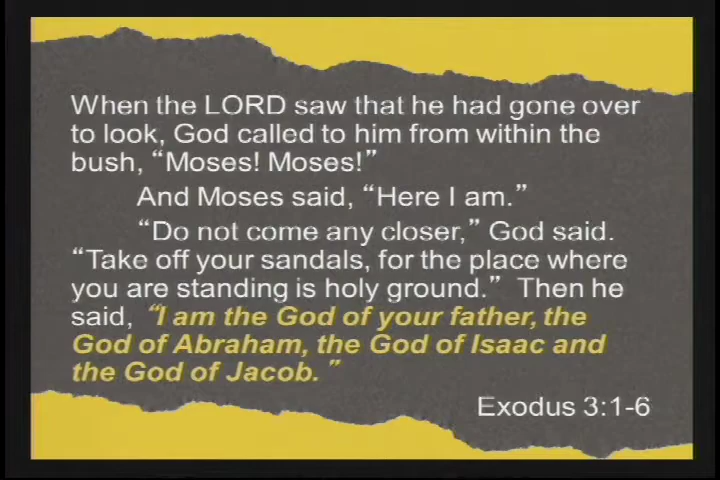 When the LORD saw that he had gone over
to look, God called to him from within the
bush, “Moses! Moses!”
And Moses said, “Here I am.”
“Do not come any closer,” God said.
“Take off your sandals, for the place where
you are standing is holy ground.”  Then he
said, “I am the God of your father, the
God of Abraham, the God of Isaac and
the God of Jacob. ”
Exodus 3:1-6